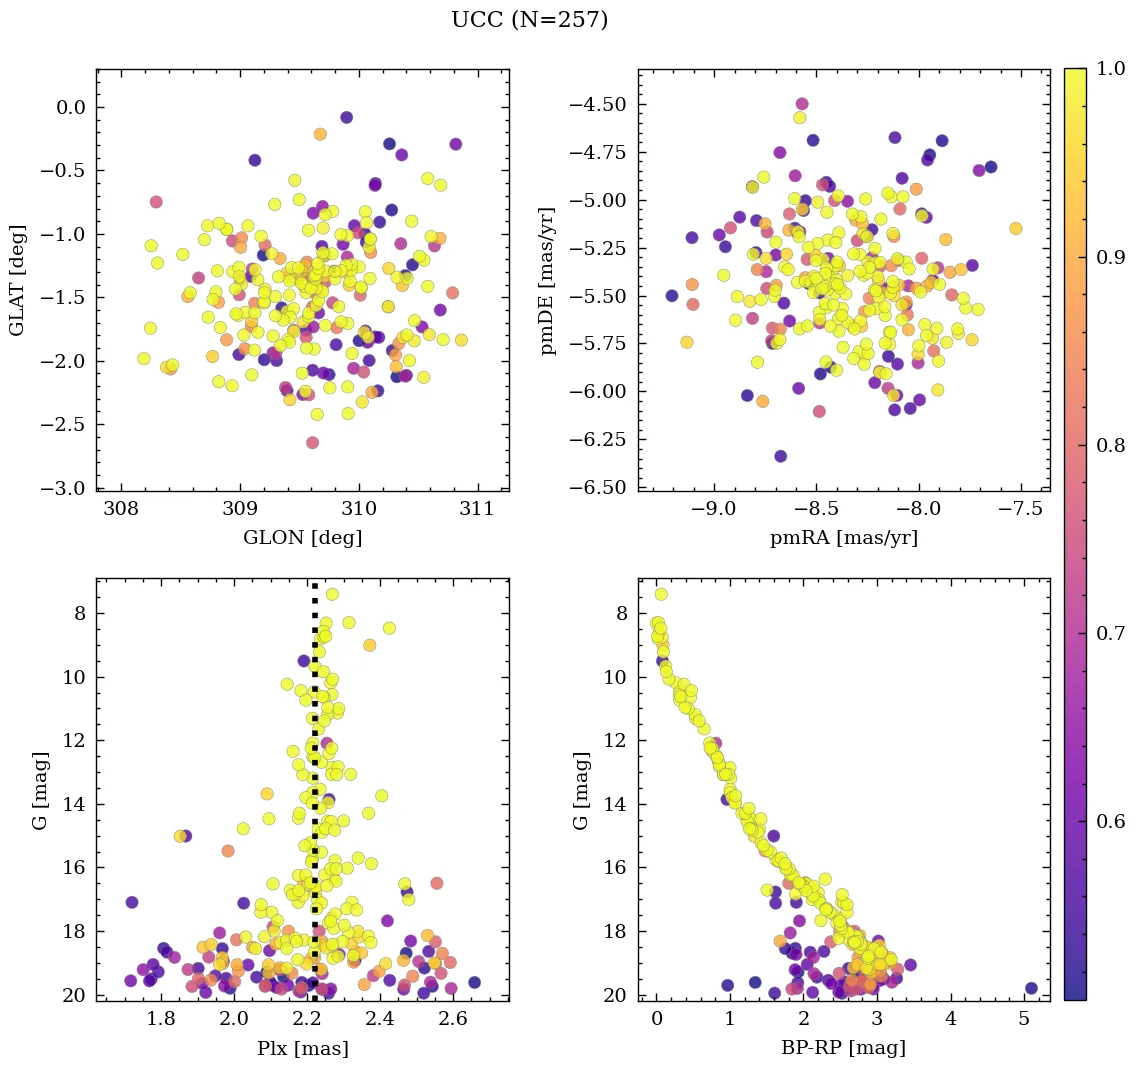 UCC (N=257)
0.0
−0.5
−1.0
−1.5
−2.0
−2.5
−3.0
GLAT [deg]
308 309 310 311
GLON [deg]
−4.50
−4.75
−5.00
−5.25
−5.50
−5.75
−6.00
−6.25
−6.50
pmDE [mas/yr]
−9.0 −8.5 −8.0 −7.5
pmRA [mas/yr]
8
10
12
14
16
18
20
G [mag]
1.8 2.0 2.2 2.4 2.6
Plx [mas]
8
10
12
14
16
18
20
G [mag]
0 1 2 3 4 5
BP-RP [mag]
1.0
0.9
0.8
0.7
0.6